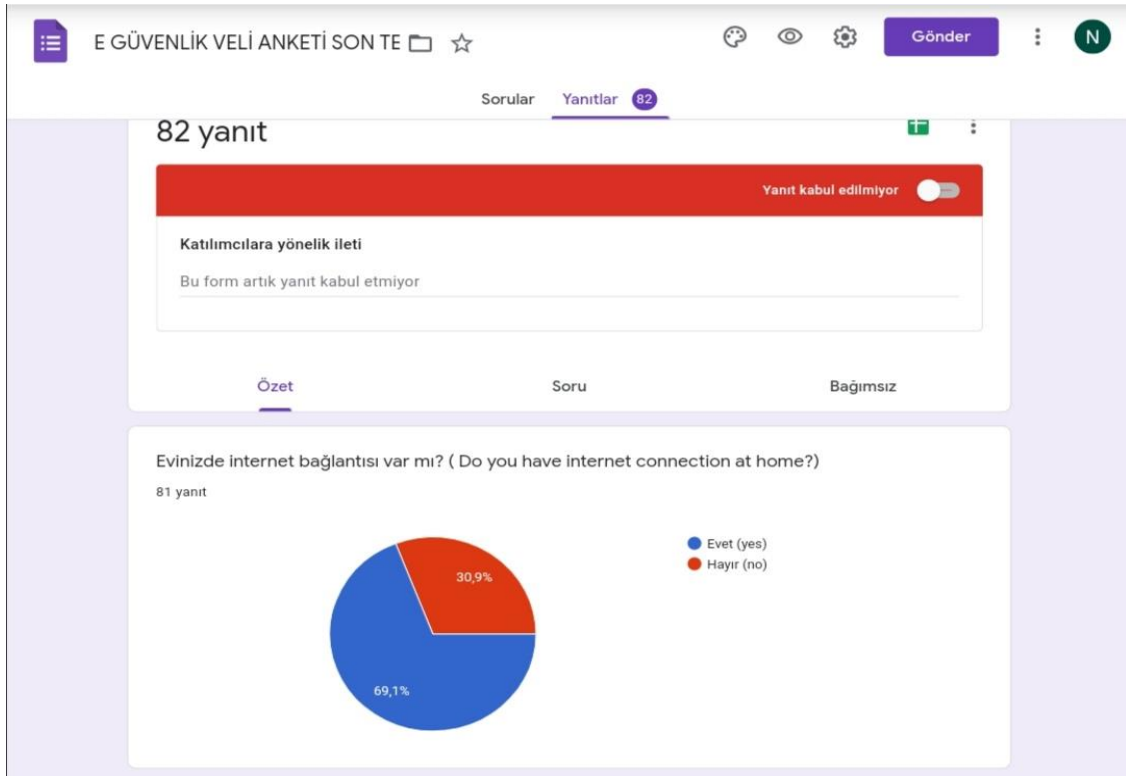 E GÜVENLİK VELİ ANKETİ SON TE
Gönder
N
Sorular Yanıtlar 82
82 yanıt
Yanıt kabul edilmiyor
Katılımcılara yönelik ileti
Bu form artık yanıt kabul etmiyor
Özet Soru Bağımsız
Evinizde internet bağlantısı var mı? ( Do you have internet connection at home?)
81 yanıt
Evet (yes)
Hayır (no)
30,9%
69,1%